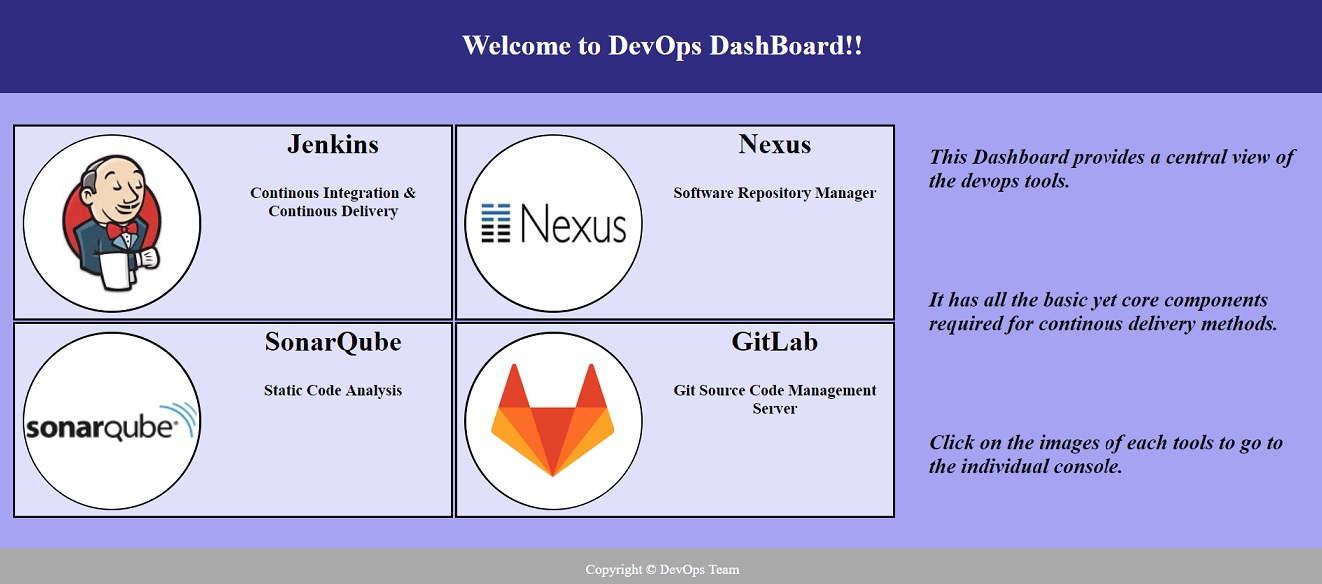 Welcome to DevOps DashBoard!!
Jenkins
Continous Integration &
Continous Delivery
Nexus
Nexus
Software Repository Manager
sonarqube
SonarQube
Static Code Analysis
GitLab
Git Source Code Management
Server
This Dashboard provides a central view of
the devops tools.
It has all the basic yet core components
required for continous delivery methods.
Click on the images of each tools to go to
the individual console.
Copyright © DevOps Team